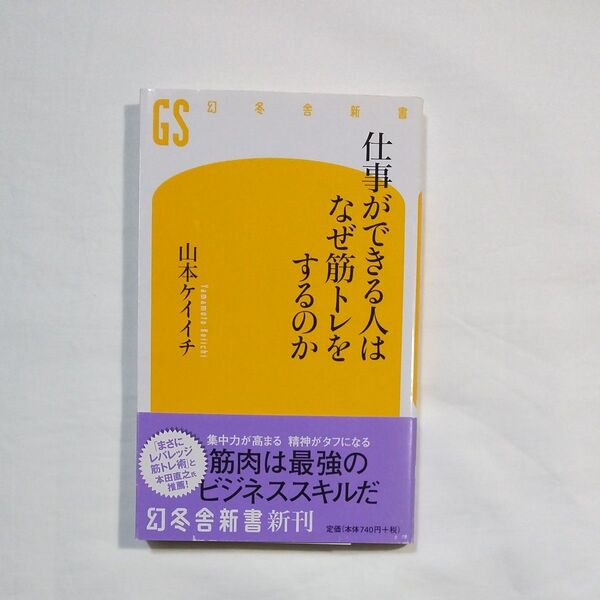 GS
幻冬舎新書
仕事ができる人は
なぜ筋トレを
するのか
山本ケイイチ
Yamamoto Keiichi
「まさに
レバレッジ
筋トレ術」と
本田直之氏
推薦!
集中力が高まる 精神がタフになる
筋肉は最強の
ビジネススキルだ
幻冬舎新書 新刊
定価(本体740円+税)